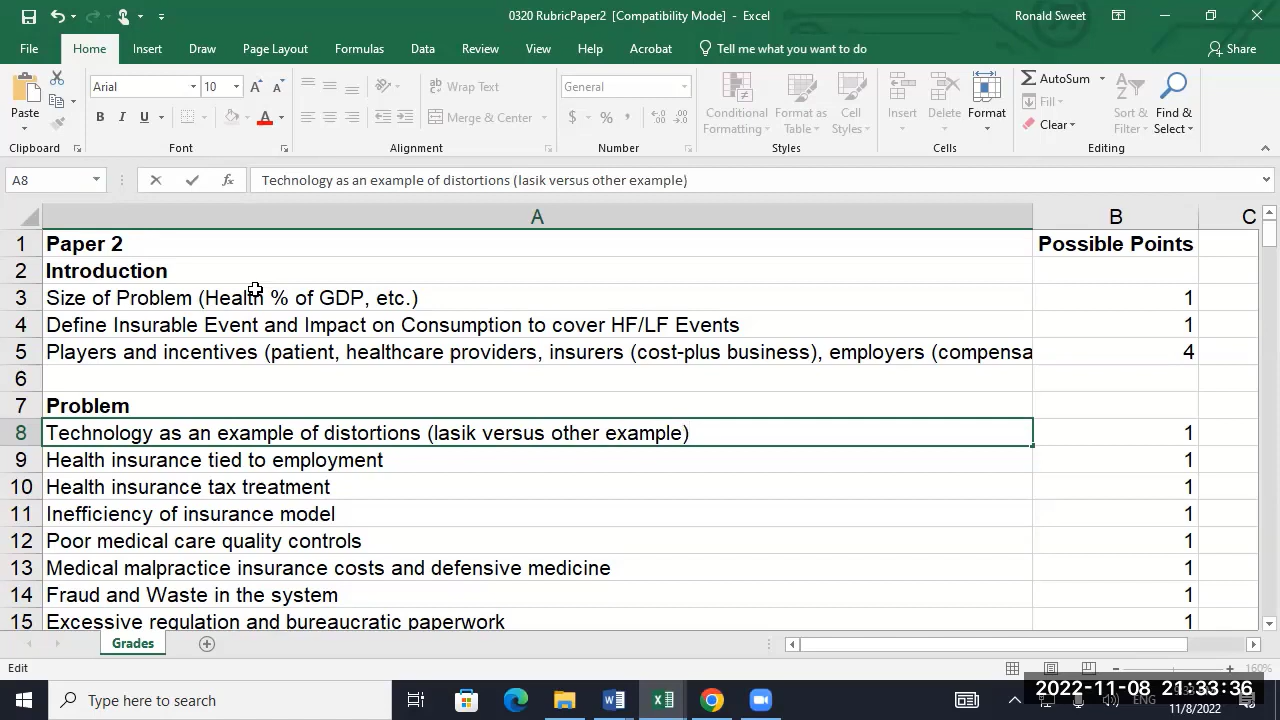 0320 RubricPaper2 [Compatibility Mode] - Excel
Ronald Sweet
File Home Insert Draw Page Layout Formulas Data Review View Help Acrobat Tell me what you want to do Share
Paste
Arial 10
B I U A
Wrap Text
Merge & Center
General
$ % ,
Conditional Formatting
Format as Table
Cell Styles
Insert Delete Format
AutoSum
Fill
Clear
Sort & Filter
Find & Select
Clipboard Font Alignment Number Styles Cells Editing
A8 fx Technology as an example of distortions (lasik versus other example)
A B C
1 Paper 2 Possible Points
2 Introduction
3 Size of Problem (Health % of GDP, etc.) 1
4 Define Insurable Event and Impact on Consumption to cover HF/LF Events 1
5 Players and incentives (patient, healthcare providers, insurers (cost-plus business), employers (compensa 4
6
7 Problem
8 Technology as an example of distortions (lasik versus other example) 1
9 Health insurance tied to employment 1
10 Health insurance tax treatment 1
11 Inefficiency of insurance model 1
12 Poor medical care quality controls 1
13 Medical malpractice insurance costs and defensive medicine 1
14 Fraud and Waste in the system 1
15 Excessive regulation and bureaucratic paperwork 1
Grades
Edit 160%
Type here to search
ENG
2022-11-08 21:33:36
11/8/2022